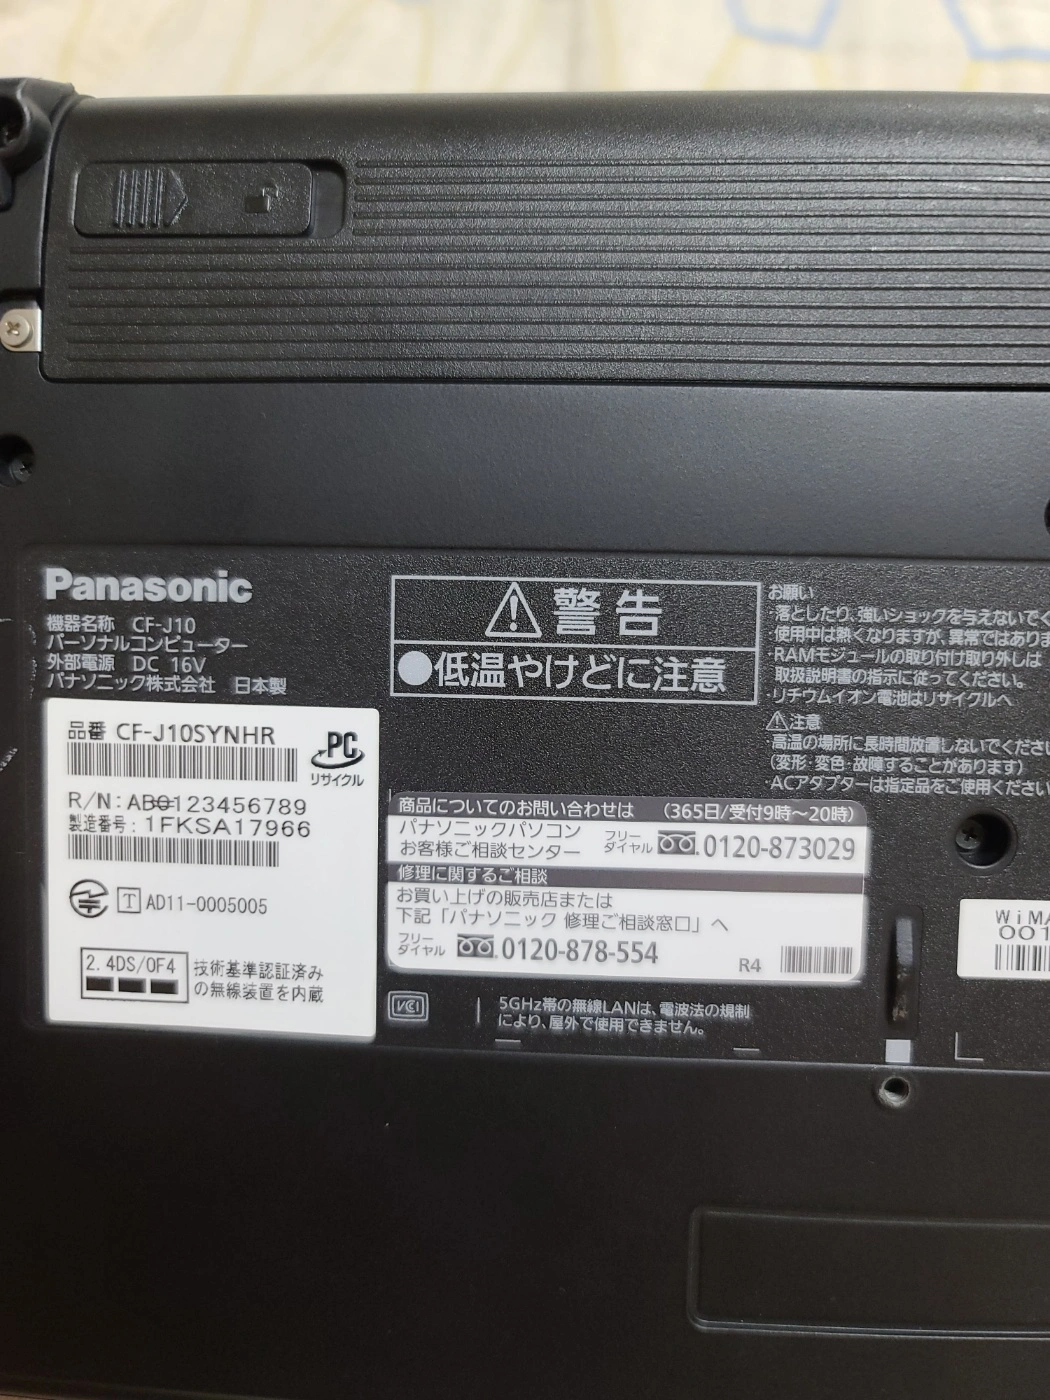 Panasonic
機器名称 CF-J10
パーソナルコンピューター
外部電源 DC 16V
パナソニック株式会社 日本製
品番 CF-J10SYNHR
PC
リサイクル
R/N: AB0123456789
製造番号: 1FKSA17966
T AD11-0005005
2.4DS/OF4
技術基準認証済み
の無線装置を内蔵
警告
●低温やけどに注意
商品についてのお問い合わせは (365日/受付9時～20時)
パナソニックパソコン
お客様ご相談センター
フリーダイヤル 0120-873029
修理に関するご相談
お買い上げの販売店または
下記「パナソニック 修理ご相談窓口」へ
フリーダイヤル 0120-878-554
R4
VCCI
5GHz帯の無線LANは、電波法の規制
により、屋外で使用できません。
お願い
落としたり、強いショックを与えないでく
使用中は熱くなりますが、異常ではありま
・RAMモジュールの取り付け取り外しは
取扱説明書の指示に従ってください。
・リチウムイオン電池はリサイクルへ
注意
高温の場所に長時間放置しないでください
(変形・変色・故障することがあります)
・ACアダプターは指定品をご使用ください
WiMA
001